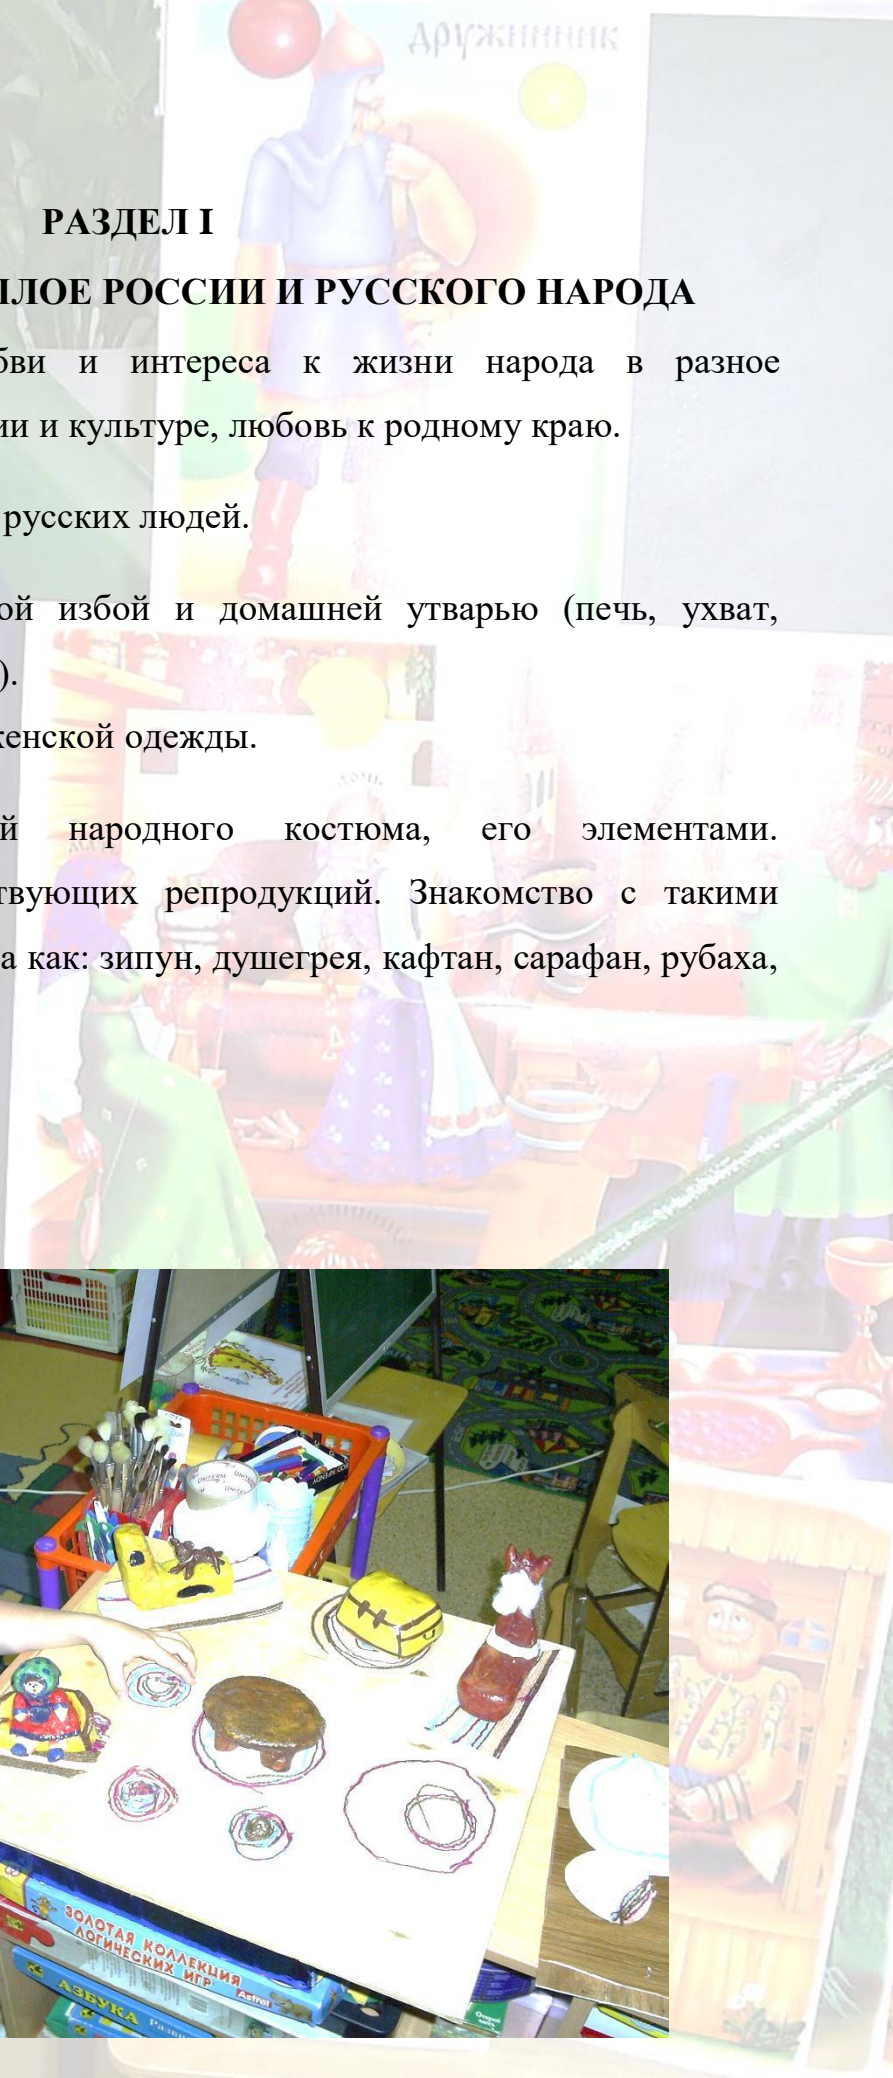 дружинник
РАЗДЕЛ I
ЛОЕ РОССИИ И РУССКОГО НАРОДА
бви и интереса к жизни народа в разное
ии и культуре, любовь к родному краю.
русских людей.
ой избой и домашней утварью (печь, ухват,
).
женской одежды.
й народного костюма, его элементами.
твующих репродукций. Знакомство с такими
а как: зипун, душегрея, кафтан, сарафан, рубаха,
UNITEKM
ЗОЛОТАЯ КОЛЛЕКЦИЯ
ЛОГИЧЕСКИХ ИГР
Astrel
АЗБУКА